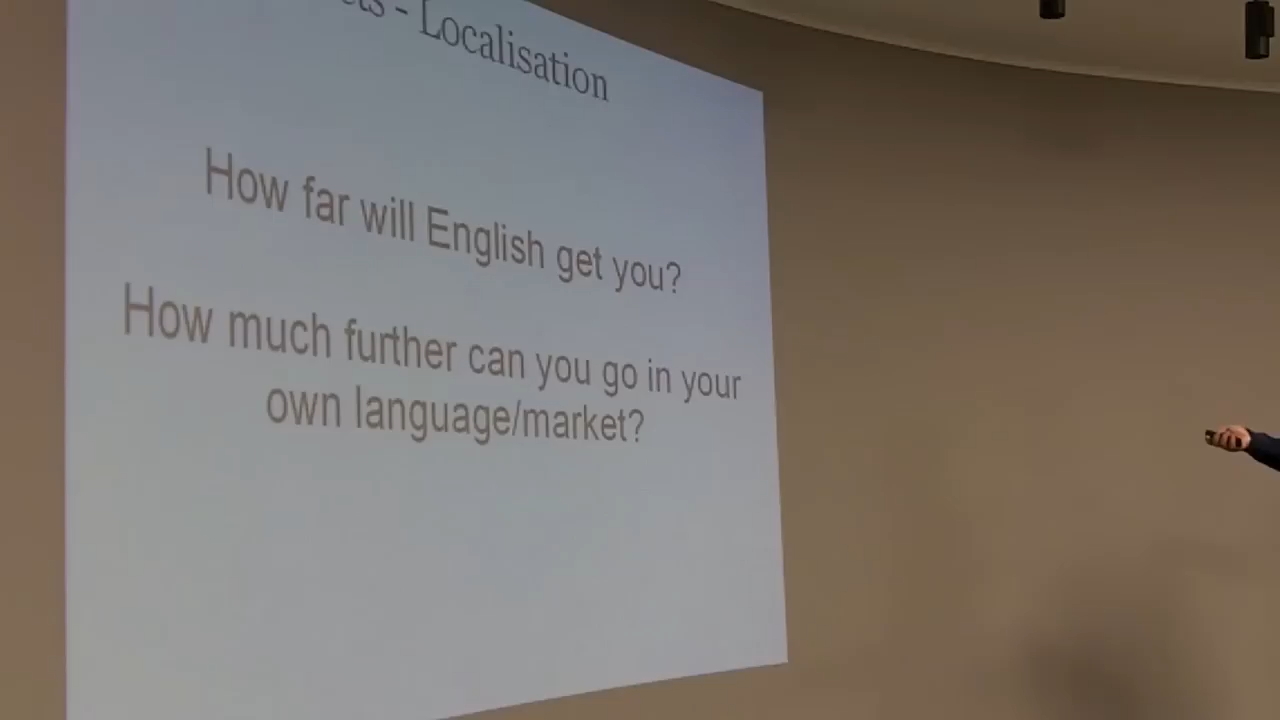 - Localisation
How far will English get you?
How much further can you go in your
own language/market?